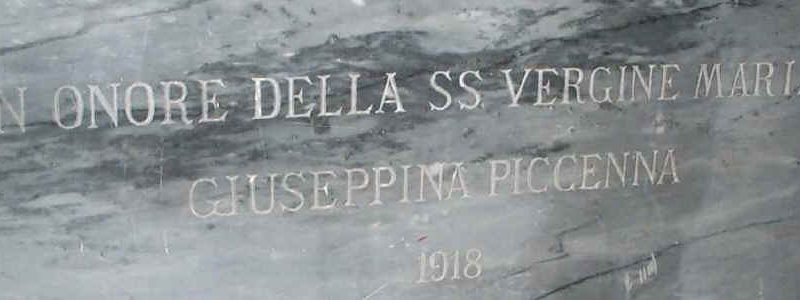 N ONORE DELLA SS VERGINE MARI
GIUSEPPINA PICCENNA
1918